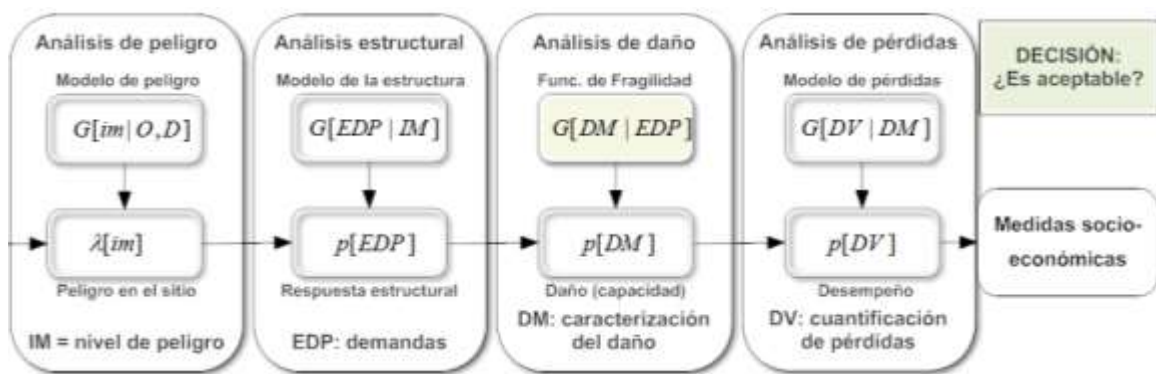 Análisis de peligro
Modelo de peligro
G[im | O,D]
λ[im]
Peligro en el sitio
IM = nivel de peligro
Análisis estructural
Modelo de la estructura
G[EDP | IM]
p[EDP]
Respuesta estructural
EDP: demandas
Análisis de daño
Func. de Fragilidad
G[DM | EDP]
p[DM]
Daño (capacidad)
DM: caracterización
del daño
Análisis de pérdidas
Modelo de pérdidas
G[DV | DM]
p[DV]
Desempeño
DV: cuantificación
de pérdidas
DECISIÓN:
¿Es aceptable?
Medidas socio-
económicas